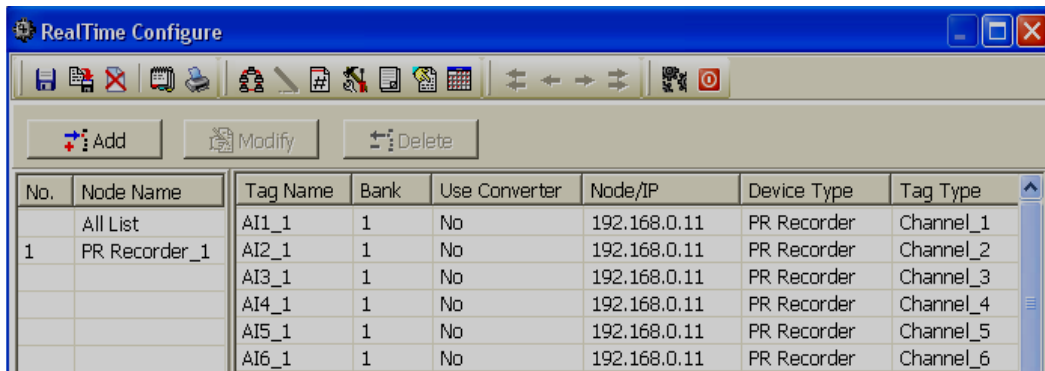 RealTime Configure
Add Modify Delete
No. Node Name Tag Name Bank Use Converter Node/IP Device Type Tag Type
All List AI1_1 1 No 192.168.0.11 PR Recorder Channel_1
1 PR Recorder_1 AI2_1 1 No 192.168.0.11 PR Recorder Channel_2
AI3_1 1 No 192.168.0.11 PR Recorder Channel_3
AI4_1 1 No 192.168.0.11 PR Recorder Channel_4
AI5_1 1 No 192.168.0.11 PR Recorder Channel_5
AI6_1 1 No 192.168.0.11 PR Recorder Channel_6